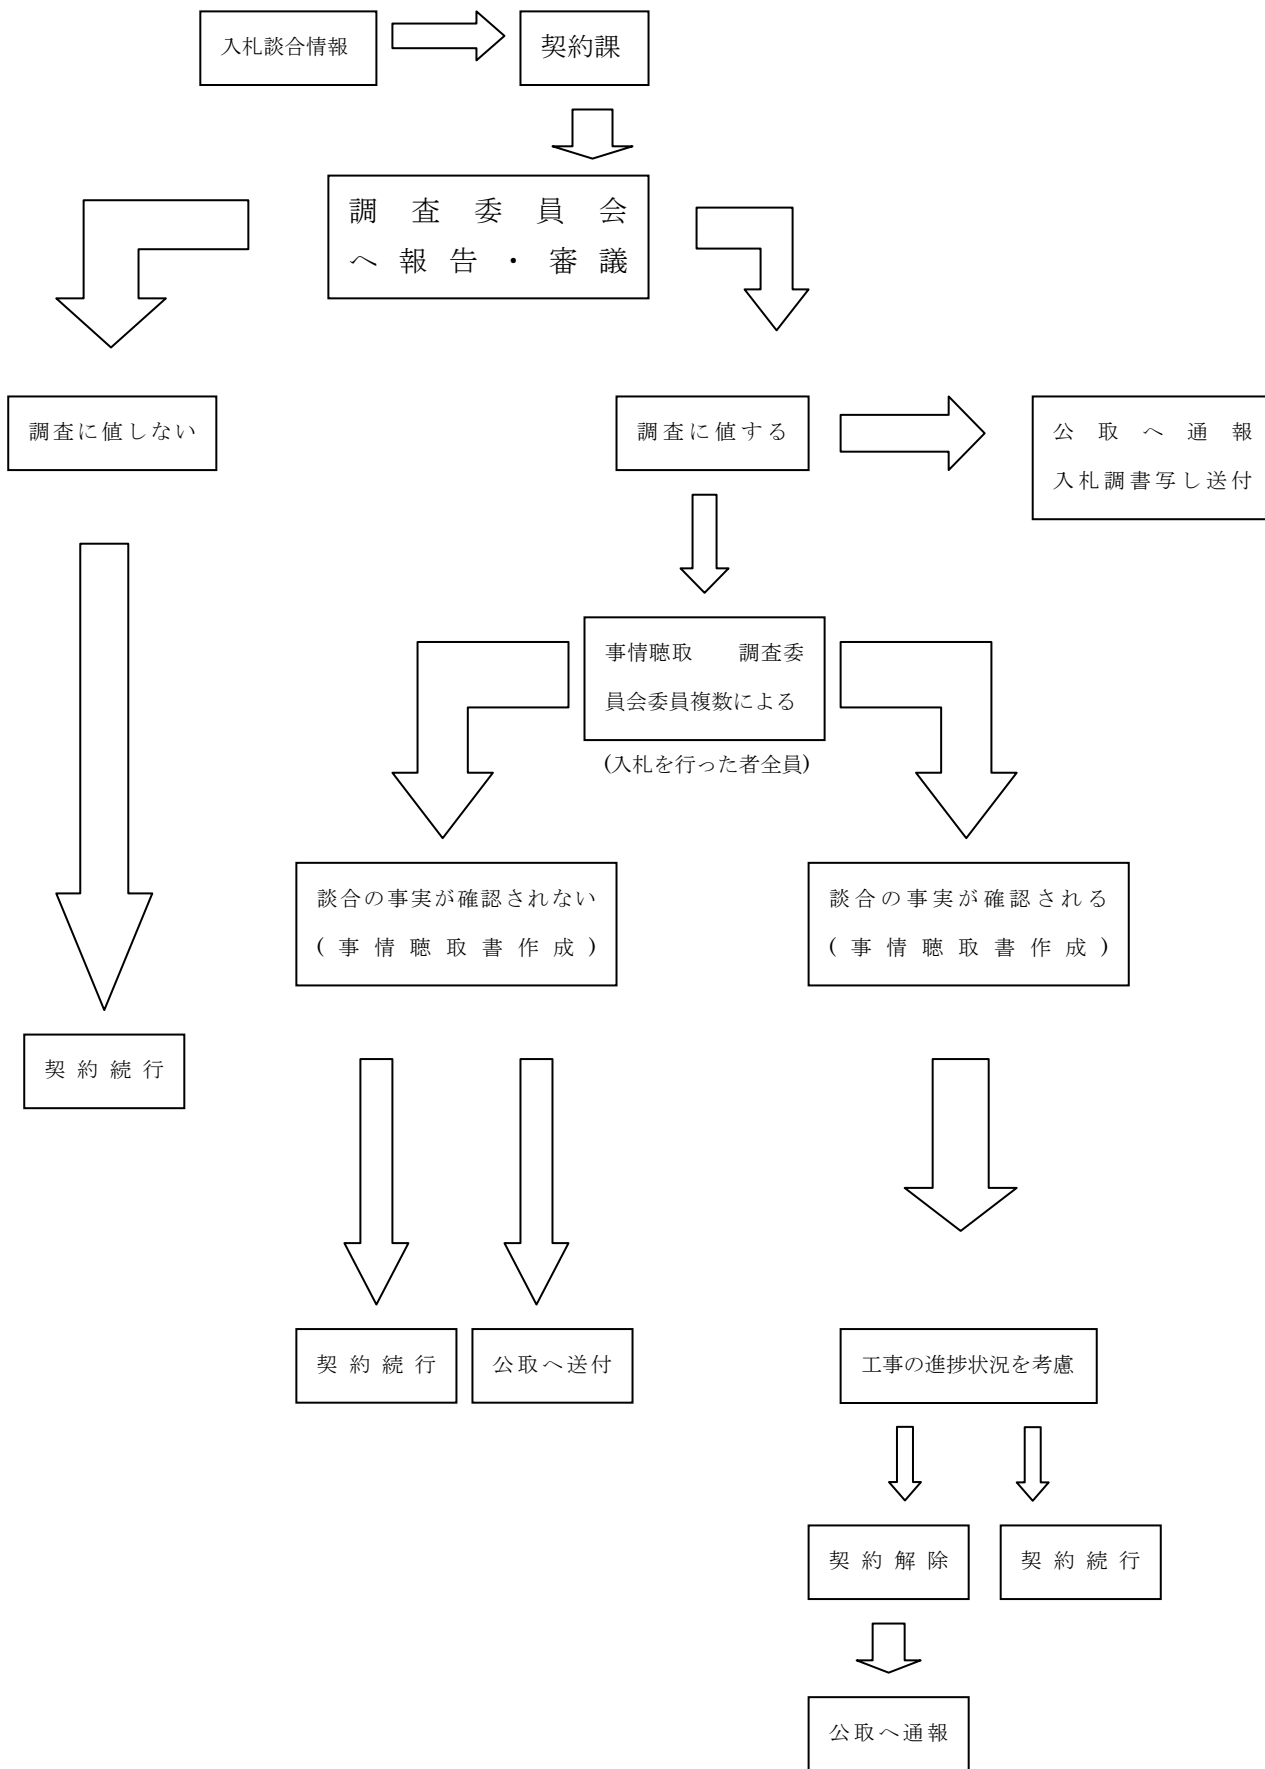 入札談合情報
契約課
調査委員会
へ報告・審議
調査に値しない
調査に値する
公取へ通報
入札調書写し送付
事情聴取　調査委
員会委員複数による
(入札を行った者全員)
談合の事実が確認されない
(事情聴取書作成)
談合の事実が確認される
(事情聴取書作成)
契約続行
契約続行
公取へ送付
工事の進捗状況を考慮
契約解除
契約続行
公取へ通報